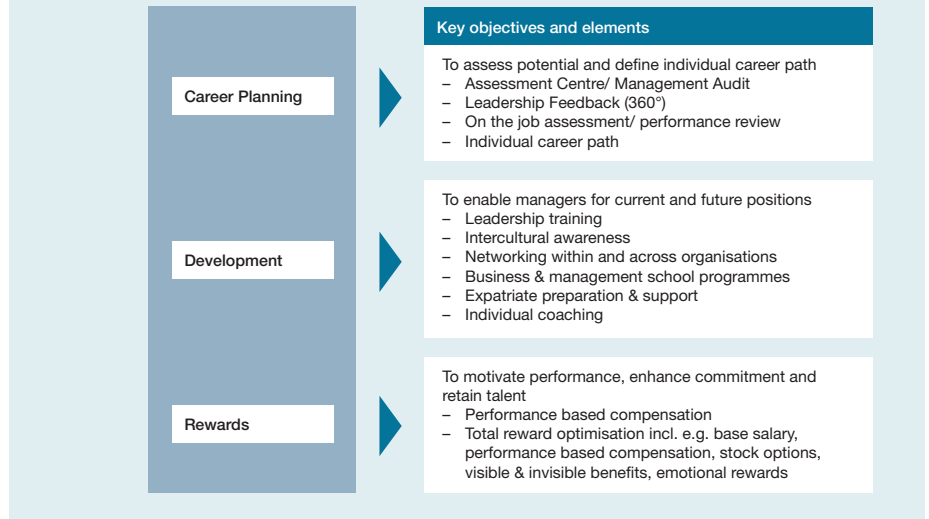 Key objectives and elements
Career Planning
To assess potential and define individual career path
– Assessment Centre/ Management Audit
– Leadership Feedback (360°)
– On the job assessment/ performance review
– Individual career path
Development
To enable managers for current and future positions
– Leadership training
– Intercultural awareness
– Networking within and across organisations
– Business & management school programmes
– Expatriate preparation & support
– Individual coaching
Rewards
To motivate performance, enhance commitment and
retain talent
– Performance based compensation
– Total reward optimisation incl. e.g. base salary,
performance based compensation, stock options,
visible & invisible benefits, emotional rewards